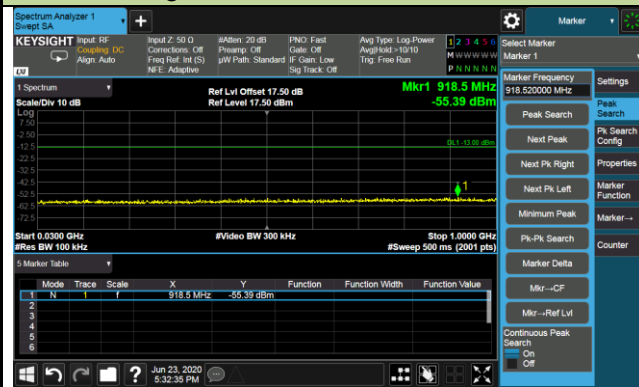 Spectrum Analyzer 1
Swept SA
+
Marker
KEYSIGHT
Input: RF
Coupling: DC
Align: Auto
Input Z: 50 Ω
Corrections: Off
Freq Ref: Int (S)
NFE: Adaptive
#Atten: 20 dB
Preamp: Off
µW Path: Standard
PNO: Fast
Gate: Off
IF Gain: Low
Sig Track: Off
Avg Type: Log-Power
Avg|Hold:>10/10
Trig: Free Run
1 2 3 4 5 6
M W W W W W
P N N N N N
LXI
Select Marker
Marker 1
Marker Frequency
918.520000 MHz
Peak Search
Next Peak
Next Pk Right
Next Pk Left
Minimum Peak
Pk-Pk Search
Marker Delta
Mkr→CF
Mkr→Ref Lvl
Continuous Peak
Search
On
Off
Settings
Peak
Search
Pk Search
Config
Properties
Marker
Function
Marker→
Counter
1 Spectrum
Scale/Div 10 dB
Log
Ref Lvl Offset 17.50 dB
Ref Level 17.50 dBm
Mkr1 918.5 MHz
-55.39 dBm
7.50
-2.50
-12.5
-22.5
-32.5
-42.5
-52.5
-62.5
-72.5
DL1 -13.00 dBm
1
Start 0.0300 GHz
#Res BW 100 kHz
#Video BW 300 kHz
Stop 1.0000 GHz
#Sweep 500 ms (2001 pts)
5 Marker Table
Mode Trace Scale X Y Function Function Width Function Value
1 N 1 f 918.5 MHz -55.39 dBm
2
3
4
5
6
?
Jun 23, 2020
5:32:35 PM